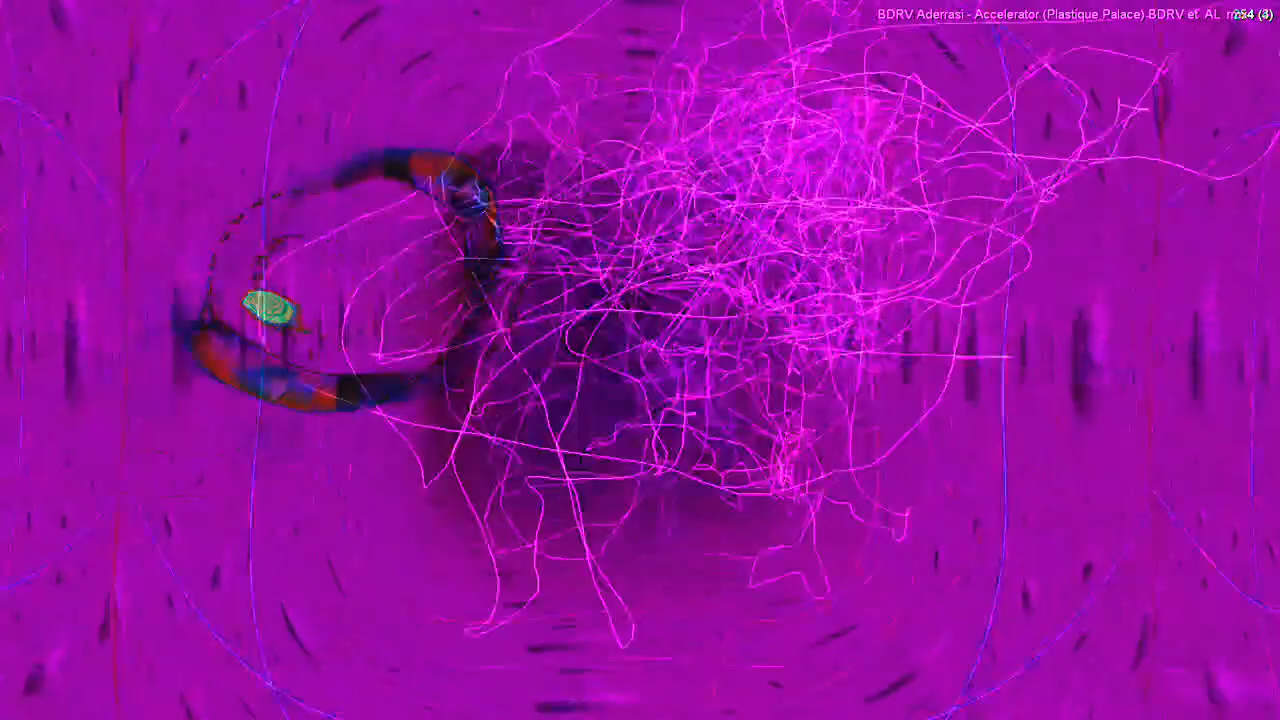 BDRV Aderrasi - Accelerator (Plastique Palace) BDRV et AL